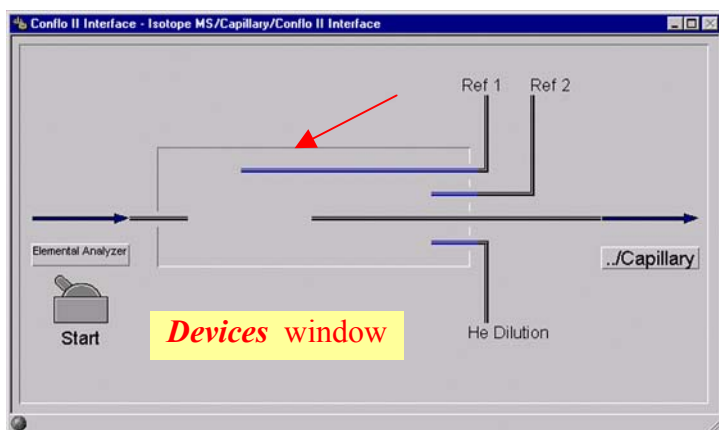 Conflo II Interface - Isotope MS/Capillary/Conflo II Interface
Ref 1 Ref 2
Elemental Analyzer
../Capillary
Start
Devices window
He Dilution